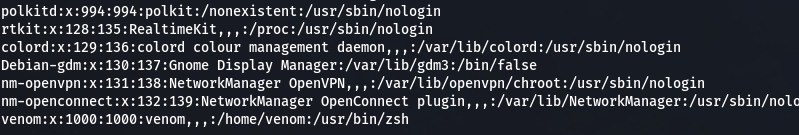 polkitd:x:994:994:polkit:/nonexistent:/usr/sbin/nologin
rtkit:x:128:135:RealtimeKit,,,:/proc:/usr/sbin/nologin
colord:x:129:136:colord colour management daemon,,,:/var/lib/colord:/usr/sbin/nologin
Debian-gdm:x:130:137:Gnome Display Manager:/var/lib/gdm3:/bin/false
nm-openvpn:x:131:138:NetworkManager OpenVPN,,,:/var/lib/openvpn/chroot:/usr/sbin/nologin
nm-openconnect:x:132:139:NetworkManager OpenConnect plugin,,,:/var/lib/NetworkManager:/usr/sbin/nolo
venom:x:1000:1000:venom,,,:/home/venom:/usr/bin/zsh